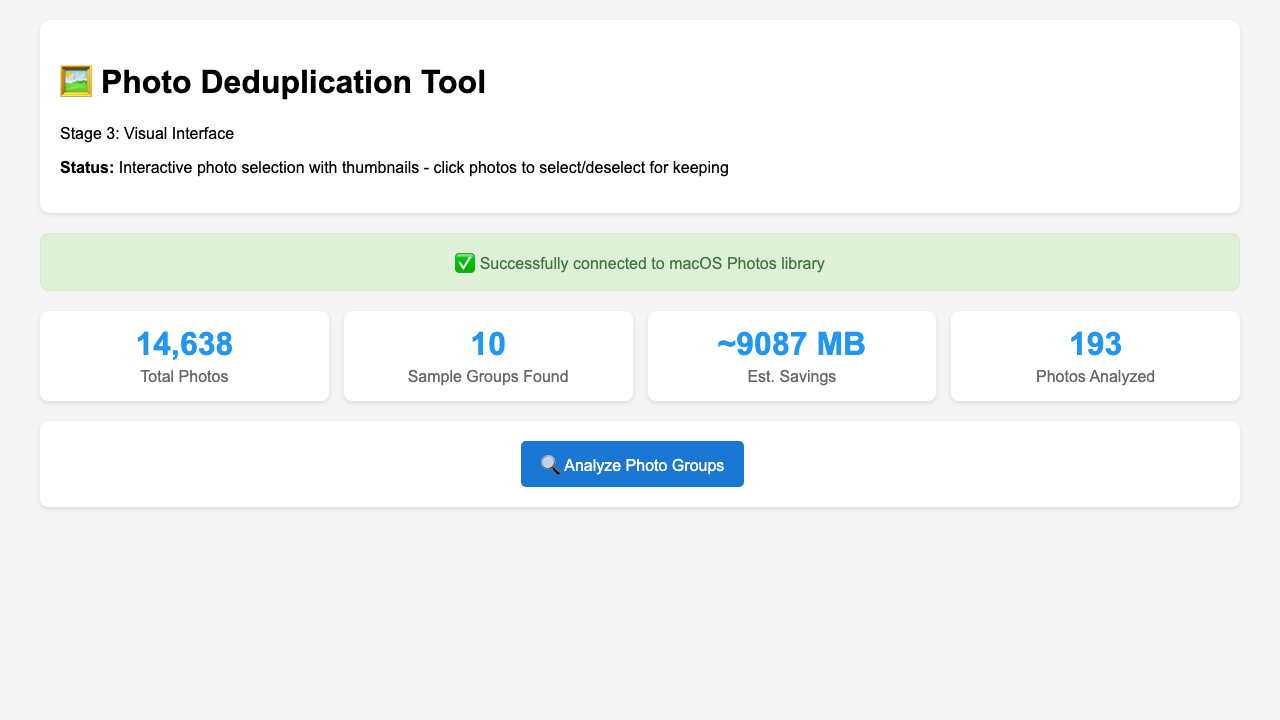 Photo Deduplication Tool
Stage 3: Visual Interface
Status: Interactive photo selection with thumbnails - click photos to select/deselect for keeping
Successfully connected to macOS Photos library
14,638
Total Photos
10
Sample Groups Found
~9087 MB
Est. Savings
193
Photos Analyzed
Analyze Photo Groups